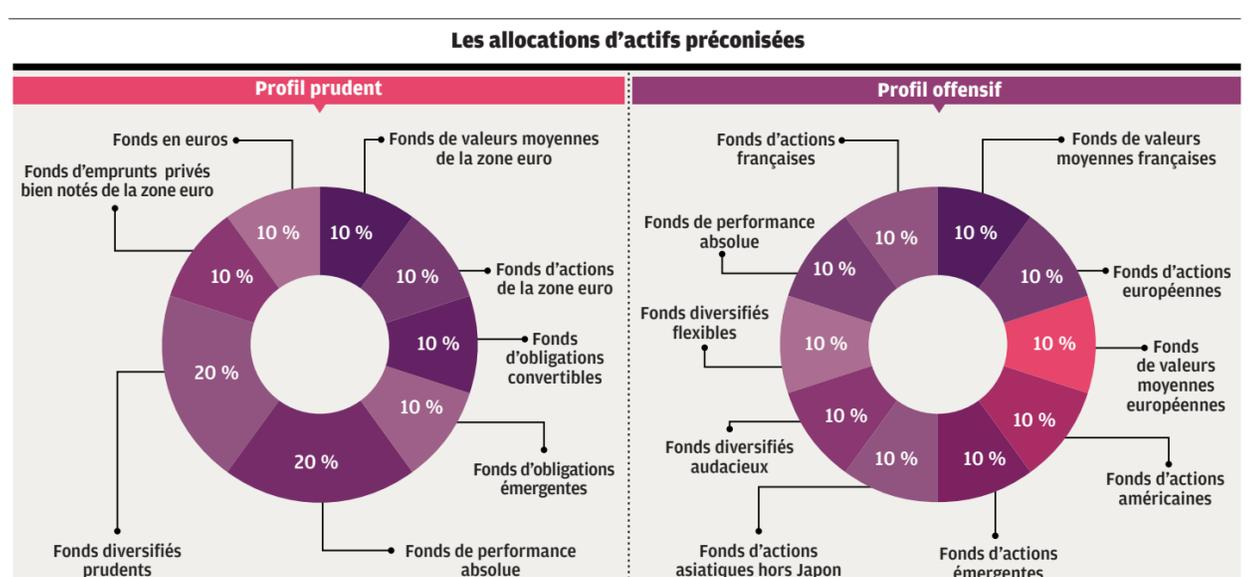 Les allocations d'actifs préconisées
Profil prudent
Fonds en euros
Fonds de valeurs moyennes
de la zone euro
Fonds d'emprunts privés
bien notés de la zone euro
10 %
10 %
10 %
10 %
Fonds d'actions
de la zone euro
10 %
Fonds
d'obligations
convertibles
20 %
10 %
Fonds d'obligations
émergentes
20 %
Fonds diversifiés
prudents
Fonds de performance
absolue
Profil offensif
Fonds d'actions
françaises
Fonds de valeurs
moyennes françaises
Fonds de performance
absolue
10 %
10 %
10 %
10 %
Fonds d'actions
européennes
Fonds diversifiés
flexibles
10 %
10 %
Fonds
de valeurs
moyennes
européennes
10 %
10 %
Fonds diversifiés
audacieux
10 %
10 %
Fonds d'actions
américaines
Fonds d'actions
asiatiques hors Japon
Fonds d'actions
émergentes